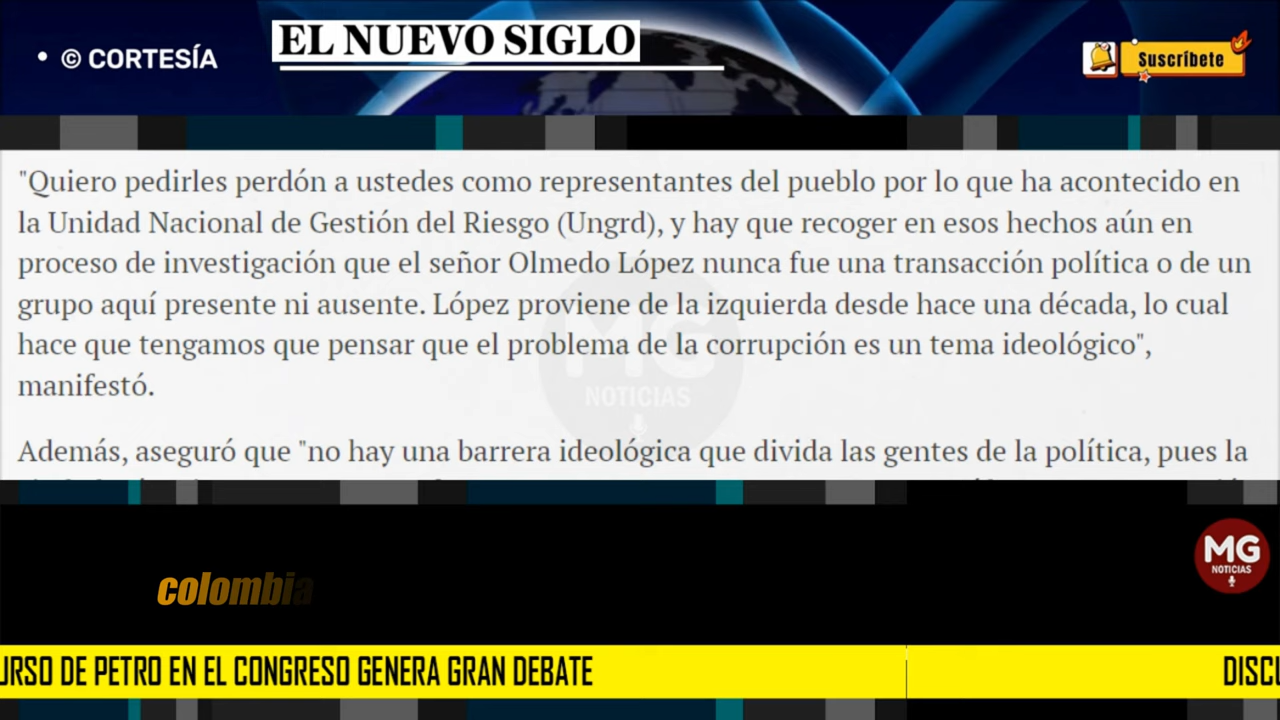 • © CORTESÍA
EL NUEVO SIGLO
Suscríbete
"Quiero pedirles perdón a ustedes como representantes del pueblo por lo que ha acontecido en
la Unidad Nacional de Gestión del Riesgo (Ungrd), y hay que recoger en esos hechos aún en
proceso de investigación que el señor Olmedo López nunca fue una transacción política o de un
grupo aquí presente ni ausente. López proviene de la izquierda desde hace una década, lo cual
hace que tengamos que pensar que el problema de la corrupción es un tema ideológico",
manifestó.
MG
NOTICIAS
Además, aseguró que "no hay una barrera ideológica que divida las gentes de la política, pues la
MG
NOTICIAS
colombia
URSO DE PETRO EN EL CONGRESO GENERA GRAN DEBATE
DISCU